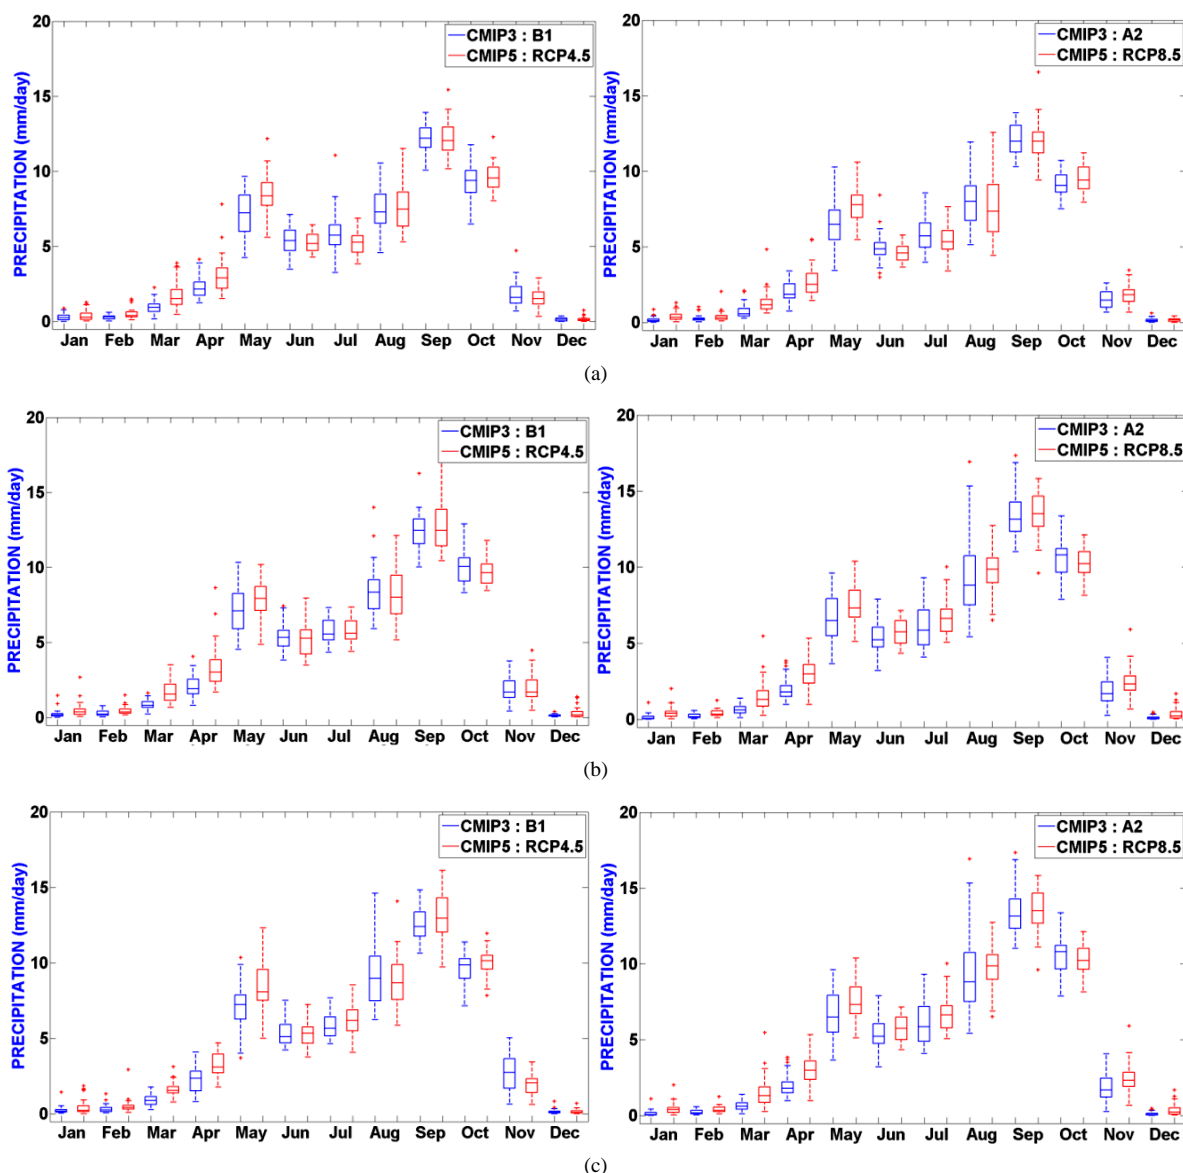 20
15
10
5
0
PRECIPITATION (mm/day)
CMIP3 : B1
CMIP5 : RCP4.5
Jan Feb Mar Apr May Jun Jul Aug Sep Oct Nov Dec
20
15
10
5
0
PRECIPITATION (mm/day)
CMIP3 : A2
CMIP5 : RCP8.5
Jan Feb Mar Apr May Jun Jul Aug Sep Oct Nov Dec
(a)
20
15
10
5
0
PRECIPITATION (mm/day)
CMIP3 : B1
CMIP5 : RCP4.5
Jan Feb Mar Apr May Jun Jul Aug Sep Oct Nov Dec
20
15
10
5
0
PRECIPITATION (mm/day)
CMIP3 : A2
CMIP5 : RCP8.5
Jan Feb Mar Apr May Jun Jul Aug Sep Oct Nov Dec
(b)
20
15
10
5
0
PRECIPITATION (mm/day)
CMIP3 : B1
CMIP5 : RCP4.5
Jan Feb Mar Apr May Jun Jul Aug Sep Oct Nov Dec
20
15
10
5
0
PRECIPITATION (mm/day)
CMIP3 : A2
CMIP5 : RCP8.5
Jan Feb Mar Apr May Jun Jul Aug Sep Oct Nov Dec
(c)